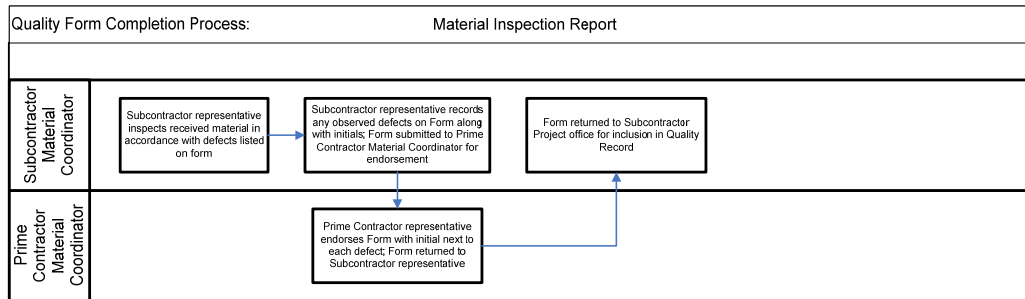 Quality Form Completion Process: Material Inspection Report
Subcontractor
Material
Coordinator
Subcontractor representative
inspects received material in
accordance with defects listed
on form
Subcontractor representative records
any observed defects on Form along
with initials; Form submitted to Prime
Contractor Material Coordinator for
endorsement
Form returned to Subcontractor
Project office for inclusion in Quality
Record
Prime
Contractor
Material
Coordinator
Prime Contractor representative
endorses Form with initial next to
each defect; Form returned to
Subcontractor representative